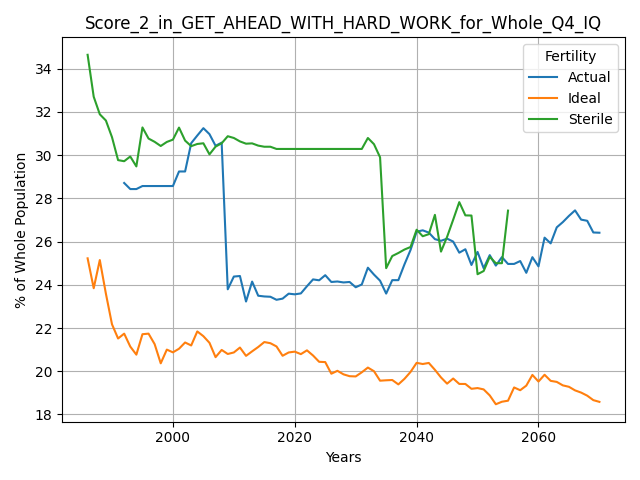 Score_2_in_GET_AHEAD_WITH_HARD_WORK_for_Whole_Q4_IQ
Fertility
Actual
Ideal
Sterile
% of Whole Population
34
32
30
28
26
24
22
20
18
2000
2020
2040
2060
Years